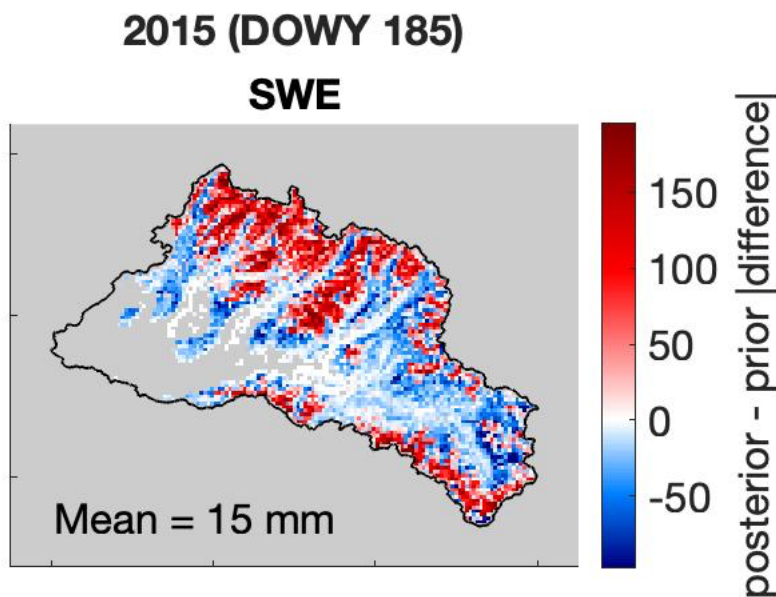 2015 (DOWY 185)
SWE
150
100
50
0
-50
posterior - prior |difference|
Mean = 15 mm